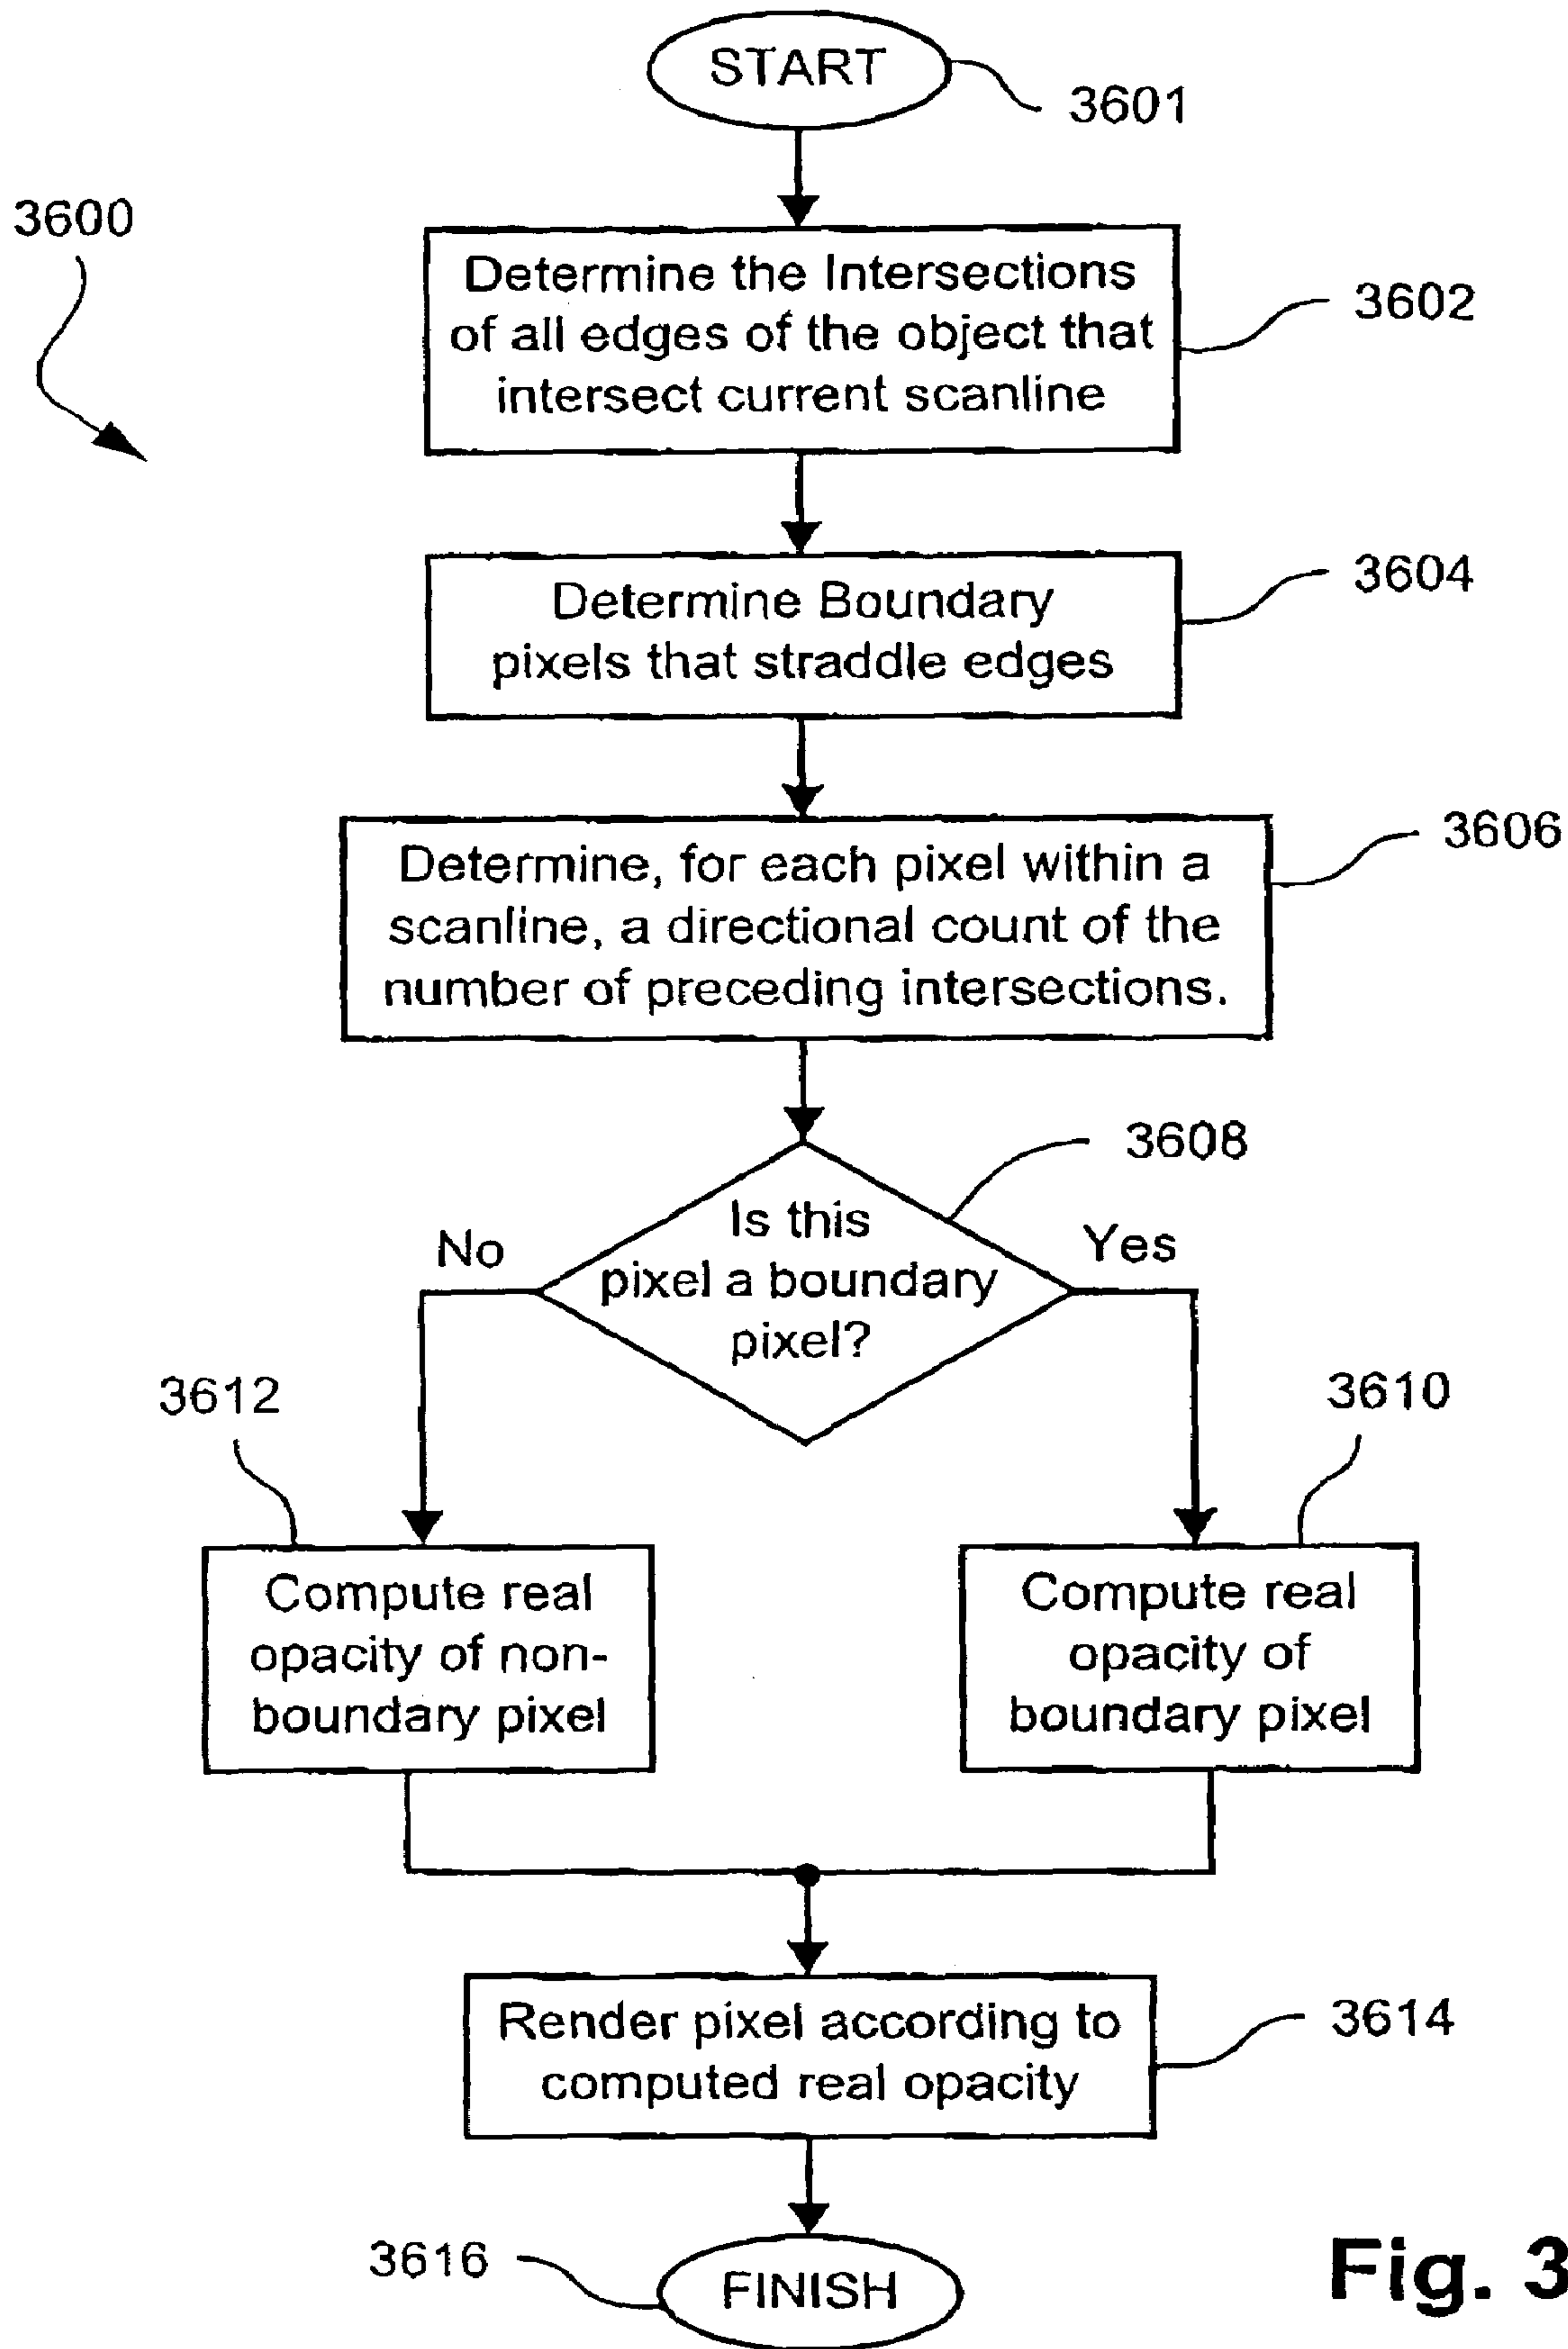 START
3601
3600
Determine the Intersections
of all edges of the object that
intersect current scanline
3602
Determine Boundary
pixels that straddle edges
3604
Determine, for each pixel within a
scanline, a directional count of the
number of preceding intersections.
3606
3608
Is this
pixel a boundary
pixel?
No
Yes
3612
3610
Compute real
opacity of non-
boundary pixel
Compute real
opacity of
boundary pixel
Render pixel according to
computed real opacity
3614
3616
FINISH
Fig. 3